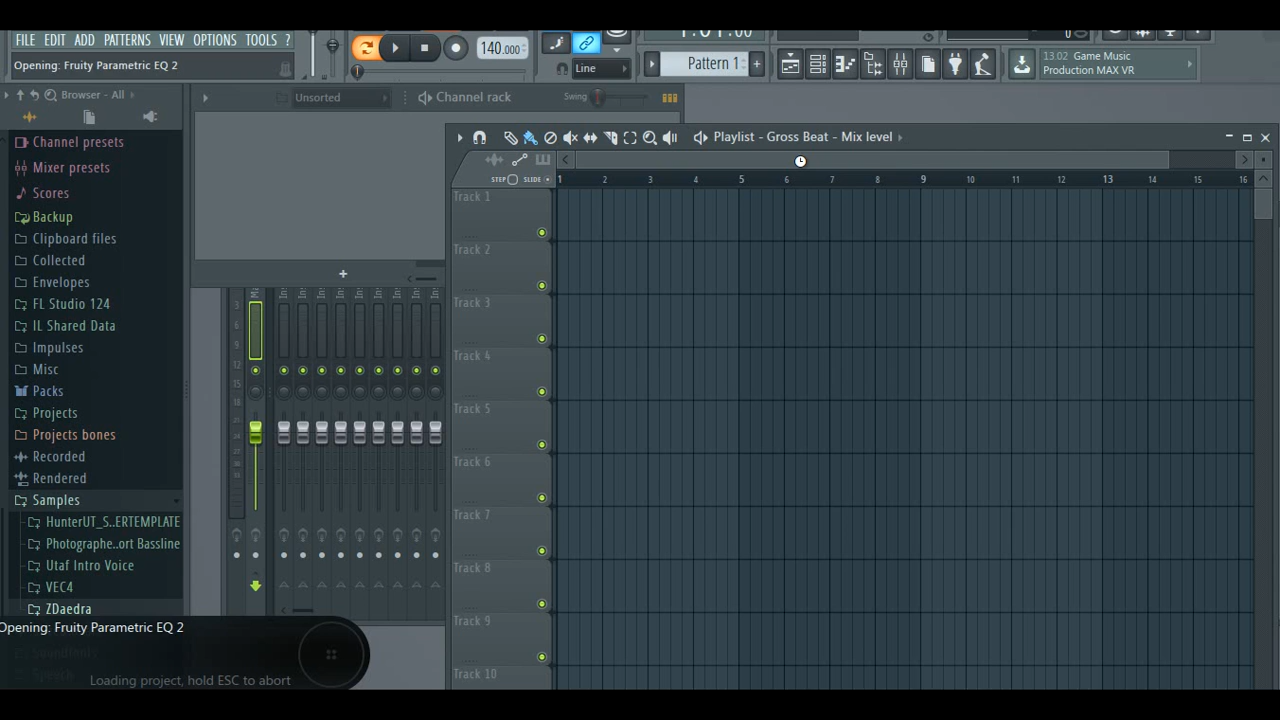 FILE EDIT ADD PATTERNS VIEW OPTIONS TOOLS ?
Opening: Fruity Parametric EQ 2
140.000
Line
1:01:00
Pattern 1
0
13.02 Game Music
Production MAX VR
Browser - All
Channel presets
Mixer presets
Scores
Backup
Clipboard files
Collected
Envelopes
FL Studio 124
IL Shared Data
Impulses
Misc
Packs
Projects
Projects bones
Recorded
Rendered
Samples
HunterUT_S..ERTEMPLATE
Photographe..ort Bassline
Utaf Intro Voice
VEC4
ZDaedra
Soundfonts
Speech
Opening: Fruity Parametric EQ 2
Loading project, hold ESC to abort
Unsorted
Channel rack
Swing
Playlist - Gross Beat - Mix level
STEP SLIDE
1 2 3 4 5 6 7 8 9 10 11 12 13 14 15 16
Track 1
Track 2
Track 3
Track 4
Track 5
Track 6
Track 7
Track 8
Track 9
Track 10